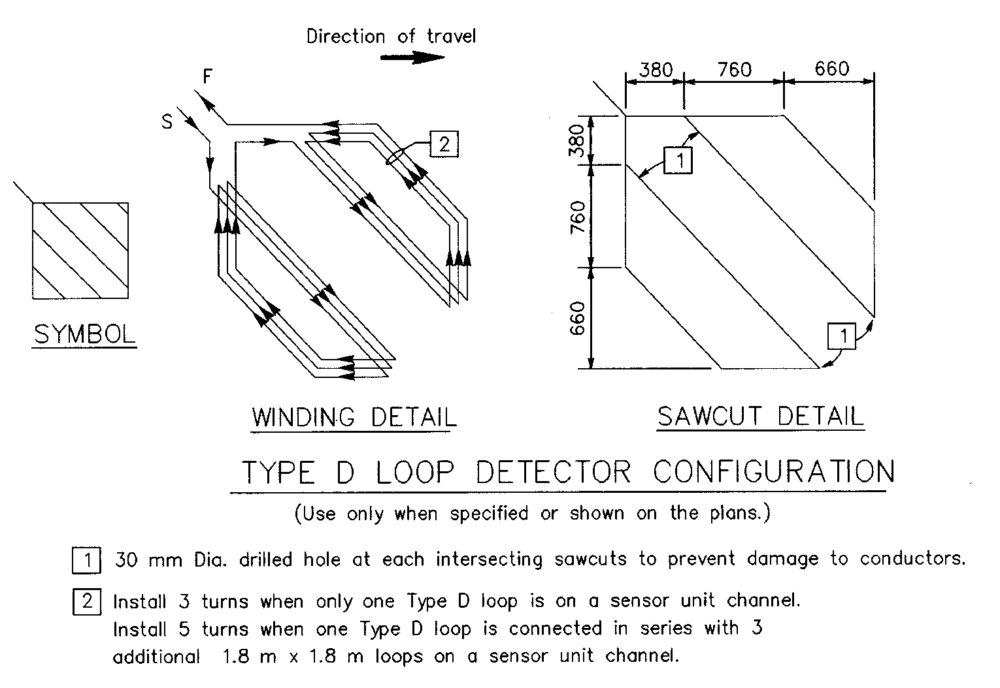 Direction of travel
F
S
2
SYMBOL
WINDING DETAIL
380 760 660
380
760
660
1
1
SAWCUT DETAIL
TYPE D LOOP DETECTOR CONFIGURATION
(Use only when specified or shown on the plans.)
1 30 mm Dia. drilled hole at each intersecting sawcuts to prevent damage to conductors.
2 Install 3 turns when only one Type D loop is on a sensor unit channel.
Install 5 turns when one Type D loop is connected in series with 3
additional 1.8 m x 1.8 m loops on a sensor unit channel.